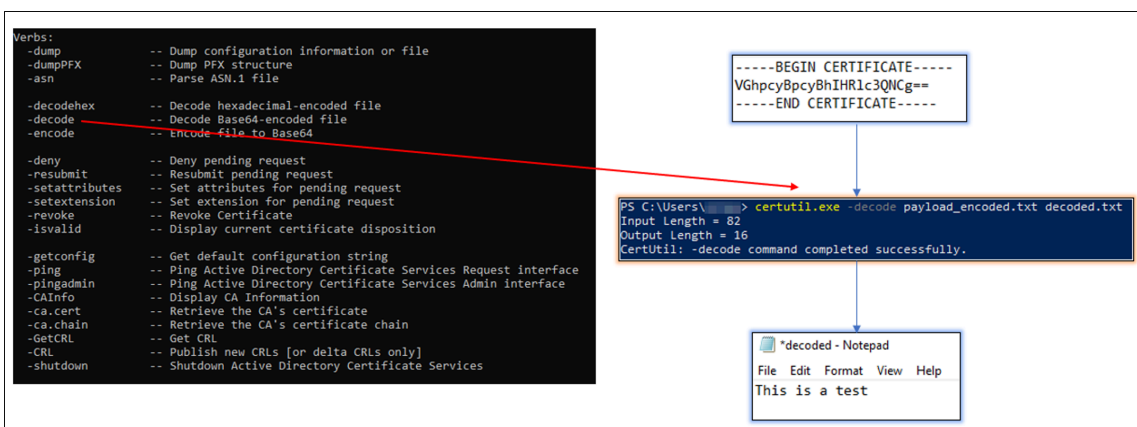 Verbs:
-dump -- Dump configuration information or file
-dumpPFX -- Dump PFX structure
-asn -- Parse ASN.1 file
-decodehex -- Decode hexadecimal-encoded file
-decode -- Decode Base64-encoded file
-encode -- Encode file to Base64
-deny -- Deny pending request
-resubmit -- Resubmit pending request
-setattributes -- Set attributes for pending request
-setextension -- Set extension for pending request
-revoke -- Revoke Certificate
-isvalid -- Display current certificate disposition
-getconfig -- Get default configuration string
-ping -- Ping Active Directory Certificate Services Request interface
-pingadmin -- Ping Active Directory Certificate Services Admin interface
-CAInfo -- Display CA Information
-ca.cert -- Retrieve the CA's certificate
-ca.chain -- Retrieve the CA's certificate chain
-GetCRL -- Get CRL
-CRL -- Publish new CRLs [or delta CRLs only]
-shutdown -- Shutdown Active Directory Certificate Services
-----BEGIN CERTIFICATE-----
VGhpcyBpcyBhIHRlc3QNCg==
-----END CERTIFICATE-----
PS C:\Users\ > certutil.exe -decode payload_encoded.txt decoded.txt
Input Length = 82
Output Length = 16
CertUtil: -decode command completed successfully.
*decoded - Notepad
File Edit Format View Help
This is a test